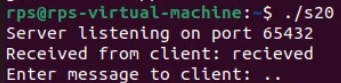 rps@rps-virtual-machine:~$ ./s20
Server listening on port 65432
Received from client: recieved
Enter message to client: ..